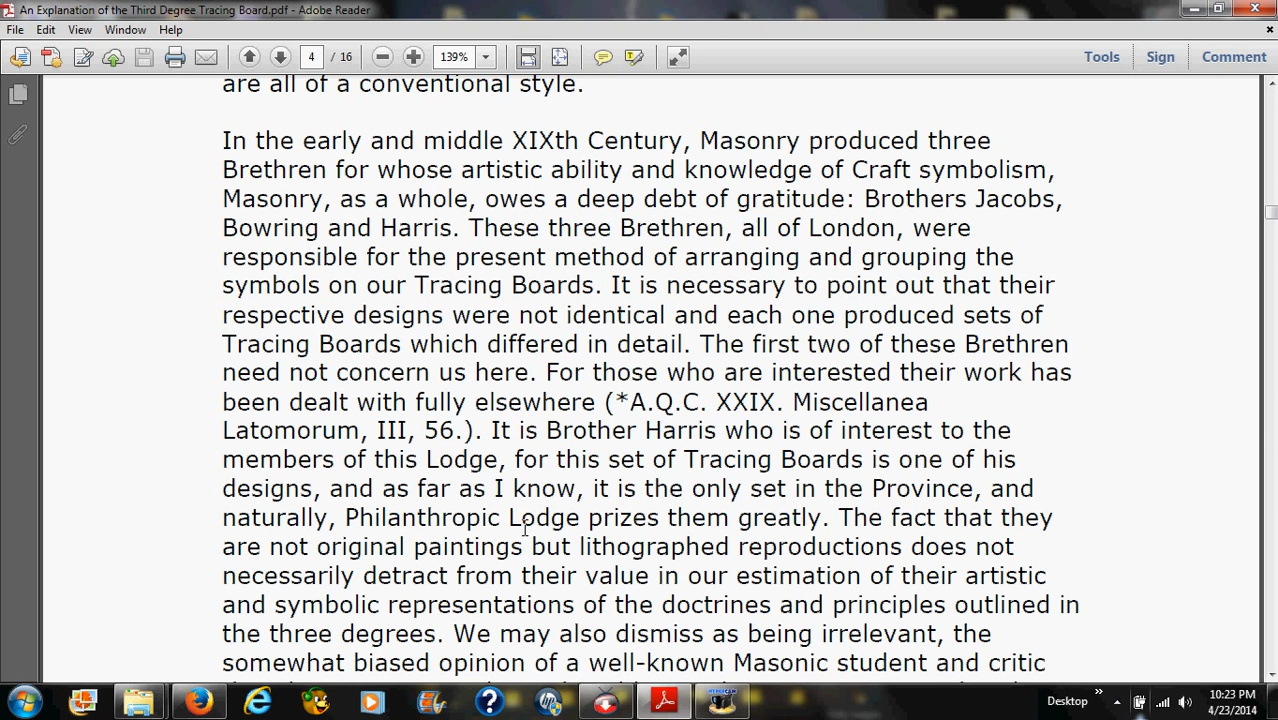 An Explanation of the Third Degree Tracing Board.pdf - Adobe Reader
File Edit View Window Help
4 / 16 139% Tools Sign Comment
are all of a conventional style.
In the early and middle XIXth Century, Masonry produced three
Brethren for whose artistic ability and knowledge of Craft symbolism,
Masonry, as a whole, owes a deep debt of gratitude: Brothers Jacobs,
Bowring and Harris. These three Brethren, all of London, were
responsible for the present method of arranging and grouping the
symbols on our Tracing Boards. It is necessary to point out that their
respective designs were not identical and each one produced sets of
Tracing Boards which differed in detail. The first two of these Brethren
need not concern us here. For those who are interested their work has
been dealt with fully elsewhere (*A.Q.C. XXIX. Miscellanea
Latomorum, III, 56.). It is Brother Harris who is of interest to the
members of this Lodge, for this set of Tracing Boards is one of his
designs, and as far as I know, it is the only set in the Province, and
naturally, Philanthropic Lodge prizes them greatly. The fact that they
are not original paintings but lithographed reproductions does not
necessarily detract from their value in our estimation of their artistic
and symbolic representations of the doctrines and principles outlined in
the three degrees. We may also dismiss as being irrelevant, the
somewhat biased opinion of a well-known Masonic student and critic
Desktop
10:23 PM
4/23/2014